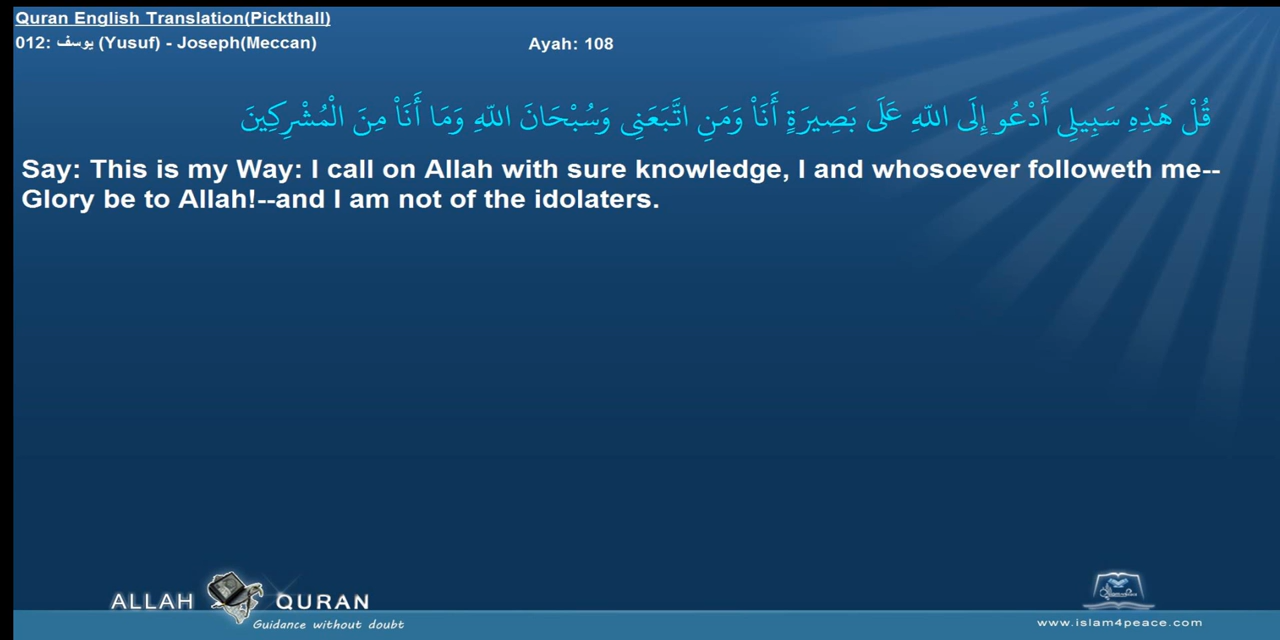 Quran English Translation(Pickthall)
012: يوسف (Yusuf) - Joseph(Meccan)
Ayah: 108
قُلْ هَذِهِ سَبِيلِي أَدْعُو إِلَى اللّهِ عَلَى بَصِيرَةٍ أَنَاْ وَمَنِ اتَّبَعَنِي وَسُبْحَانَ اللّهِ وَمَا أَنَاْ مِنَ الْمُشْرِكِينَ
Say: This is my Way: I call on Allah with sure knowledge, I and whosoever followeth me--
Glory be to Allah!--and I am not of the idolaters.
ALLAH QURAN
Guidance without doubt
www.islam4peace.com